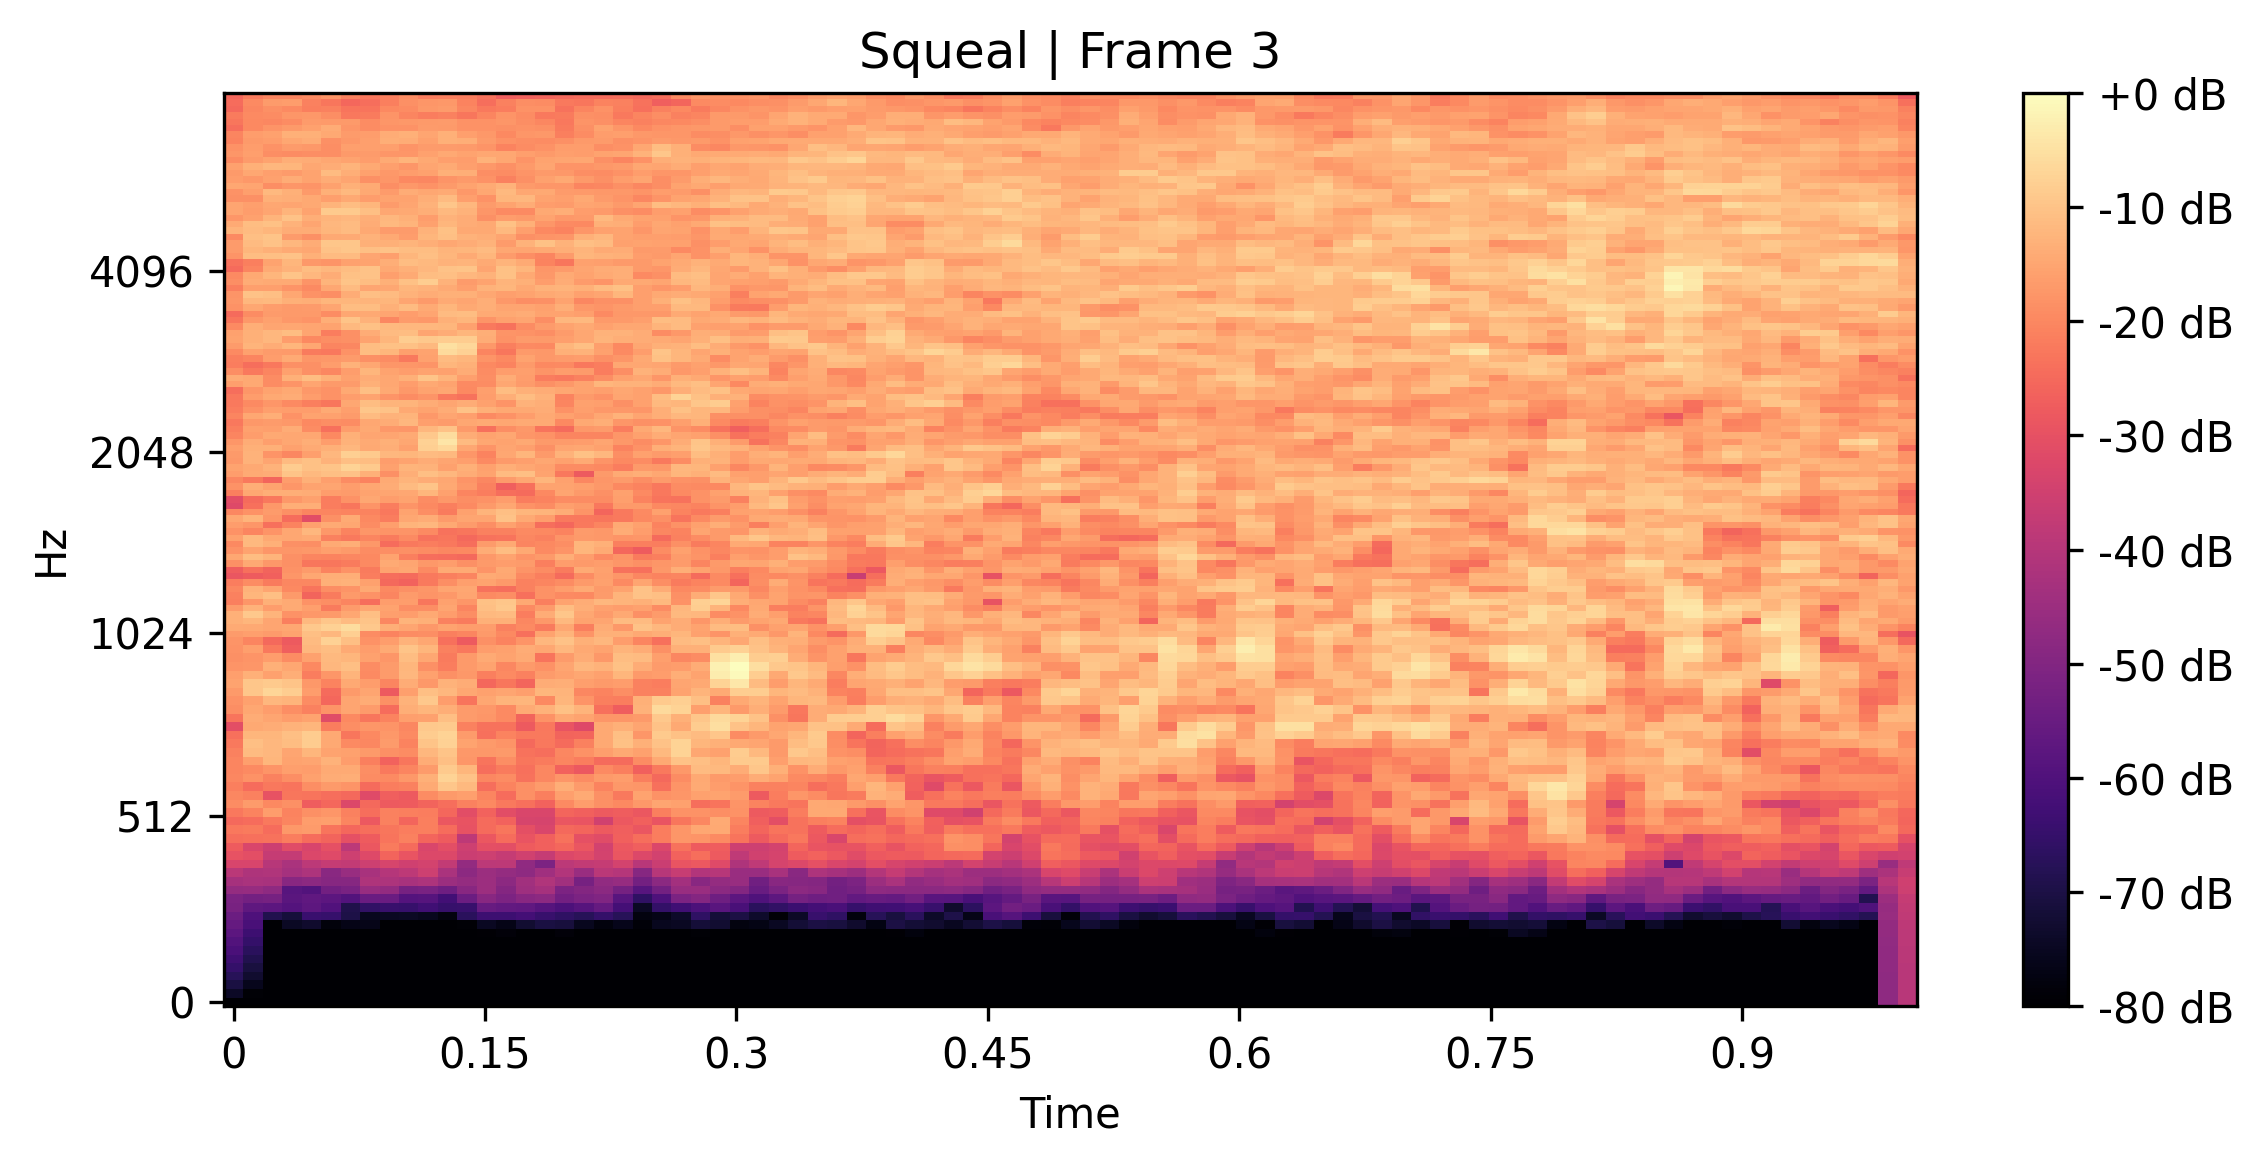 Squeal | Frame 3
Hz
4096
2048
1024
512
0
0 0.15 0.3 0.45 0.6 0.75 0.9
Time
+0 dB
-10 dB
-20 dB
-30 dB
-40 dB
-50 dB
-60 dB
-70 dB
-80 dB